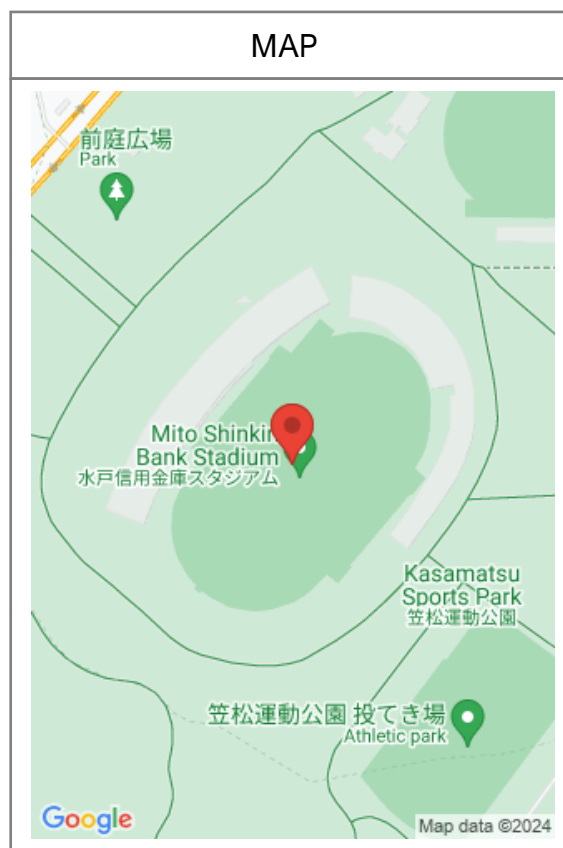 MAP
前庭広場
Park
Mito Shinkin
Bank Stadium
水戸信用金庫スタジアム
Kasamatsu
Sports Park
笠松運動公園
笠松運動公園 投てき場
Athletic park
Google
Map data ©2024